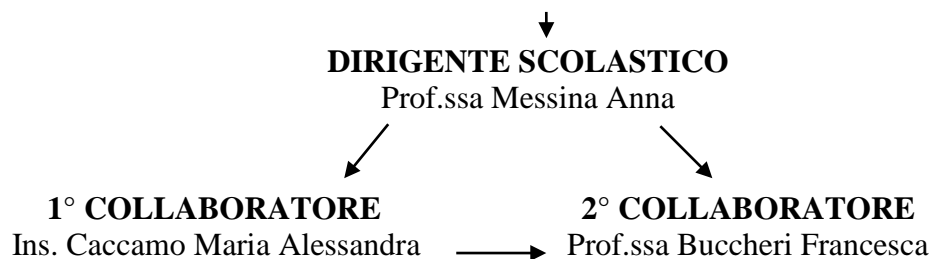 DIRIGENTE SCOLASTICO
Prof.ssa Messina Anna
1° COLLABORATORE
Ins. Caccamo Maria Alessandra
2° COLLABORATORE
Prof.ssa Buccheri Francesca